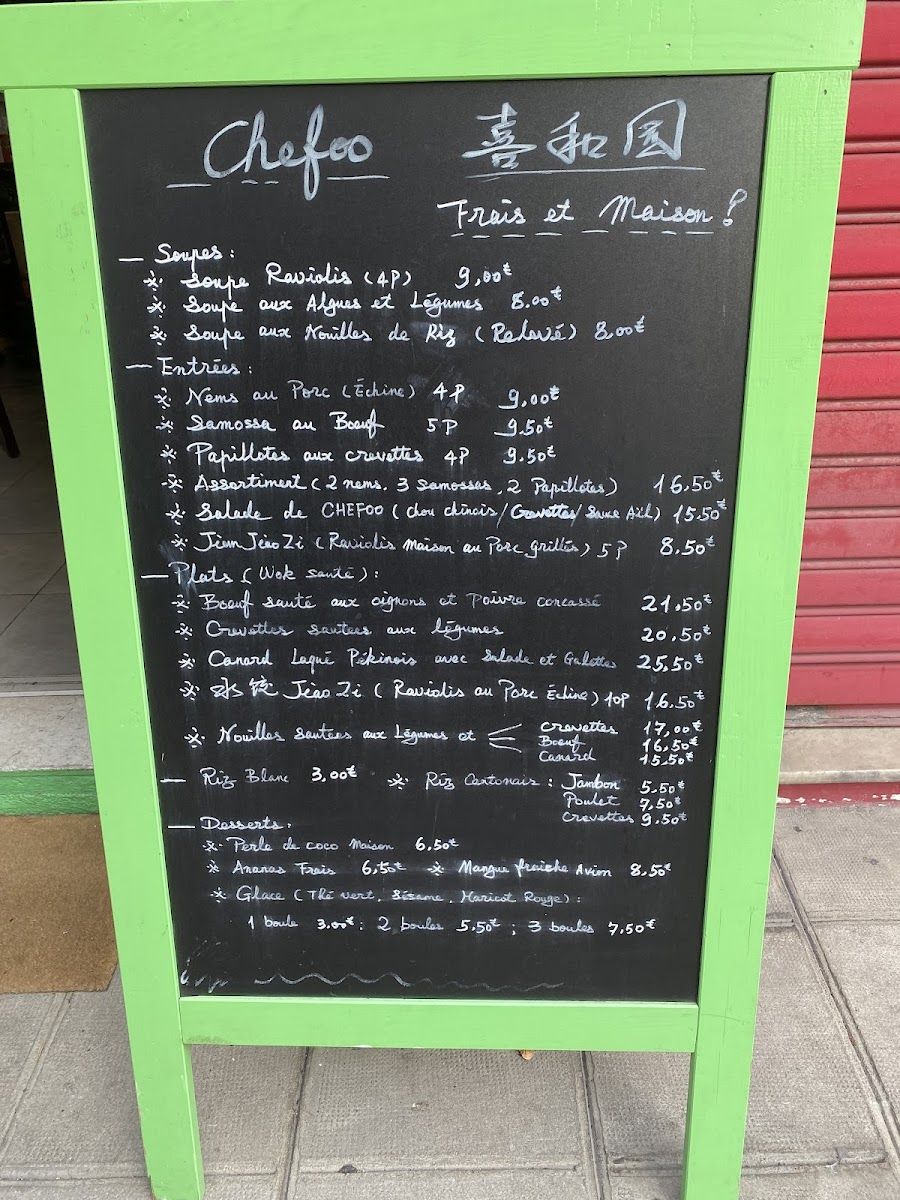 Chefoo 喜和园
Frais et Maison !
— Soupes :
※ Soupe Raviolis (4P) 9,00€
※ Soupe aux Algues et Légumes 8.00€
※ Soupe aux Nouilles de Riz (Relevé) 8,00€
— Entrées :
※ Nems au Porc (Échine) 4P 9,00€
※ Samossa au Boeuf 5P 9.50€
※ Papillotes aux crevettes 4P 9.50€
※ Assortiment (2 nems, 3 samossas, 2 Papillotes) 16,50€
※ Salade de CHEFOO (chou chinois/Crevettes/Sauce Ail) 15,50€
※ Jian Jiao Zi (Raviolis Maison au Porc grillés) 5P 8,50€
— Plats (Wok santé) :
※ Boeuf sauté aux oignons et Poivre concassé 21,50€
※ Crevettes sautees aux légumes 20,50€
※ Canard Laqué Pékinois avec Salade et Galettes 25,50€
※ 水饺 Jiao Zi (Raviolis au Porc Échine) 10P 16.50€
※ Nouilles Sautees aux Légumes et Crevettes 17,00€
Boeuf 16,50€
Canard 15.50€
— Riz Blanc 3,00€ ※ Riz Cantonais : Jambon 5.50€
Poulet 7,50€
Crevettes 9.50€
— Desserts :
※ Perle de coco Maison 6,50€
※ Ananas Frais 6,50€ ※ Mangue fraîche Avion 8,50€
※ Glace (Thé vert, Sésame, Haricot Rouge) :
1 boule 3.00€ ; 2 boules 5.50€ ; 3 boules 7,50€